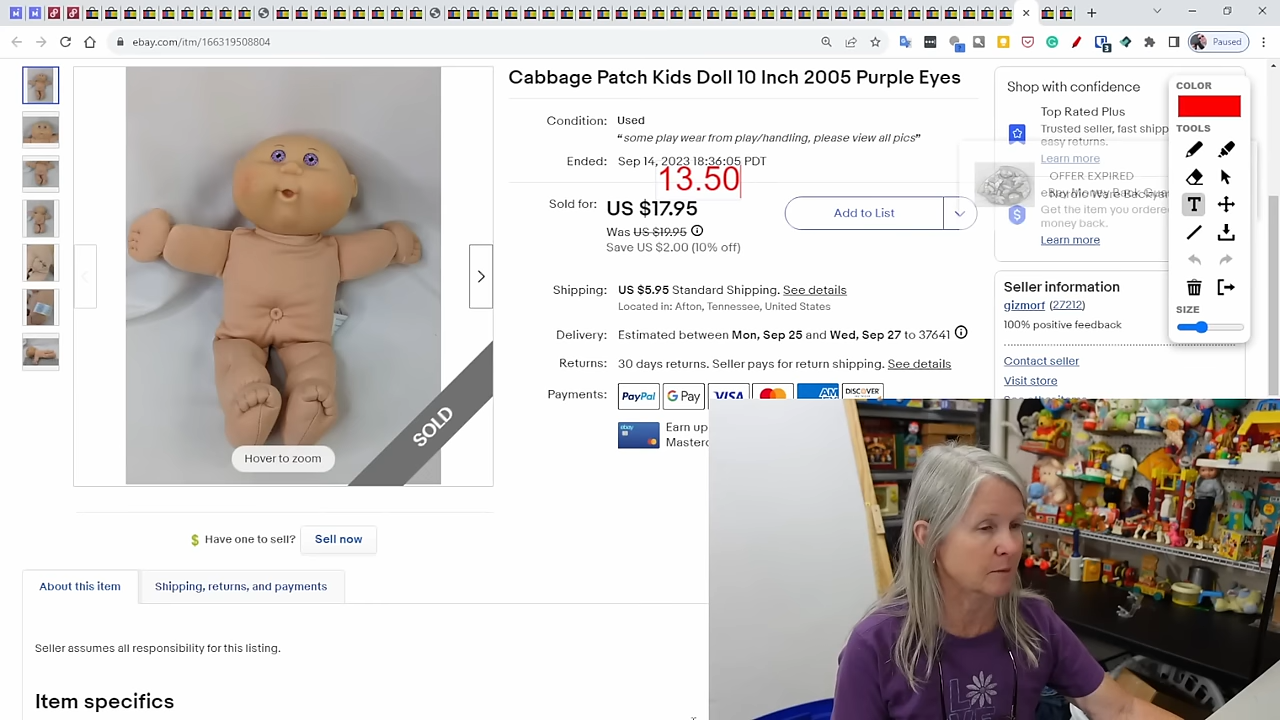 ebay.com/itm/166319508804
Paused
Cabbage Patch Kids Doll 10 Inch 2005 Purple Eyes
Condition:
Used
“some play wear from play/handling, please view all pics”
Ended:
Sep 14, 2023 18:36:05 PDT
13.50
Sold for:
US $17.95
Was US $19.95
Save US $2.00 (10% off)
Add to List
Shipping:
US $5.95 Standard Shipping. See details
Located in: Afton, Tennessee, United States
Delivery:
Estimated between Mon, Sep 25 and Wed, Sep 27 to 37641
Returns:
30 days returns. Seller pays for return shipping. See details
Payments:
PayPal
G Pay
VISA
DISCOVER
ebay
Earn up
Masterc
SOLD
Hover to zoom
Have one to sell?
Sell now
About this item
Shipping, returns, and payments
Seller assumes all responsibility for this listing.
Item specifics
Shop with confidence
Top Rated Plus
Trusted seller, fast shipp
easy returns.
Learn more
OFFER EXPIRED
Get the item you ordere
money back.
Learn more
Seller information
gizmorf (27212)
100% positive feedback
Contact seller
Visit store
COLOR
TOOLS
T
SIZE